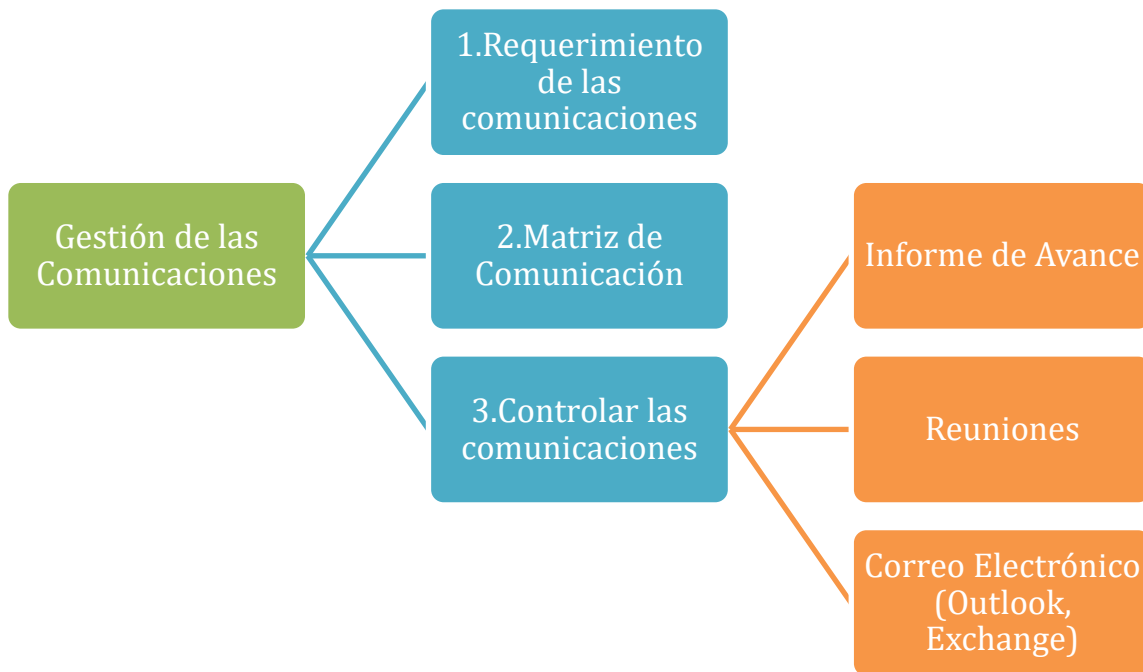 1.Requerimiento
de las
comunicaciones
Gestión de las
Comunicaciones
2.Matriz de
Comunicación
3.Controlar las
comunicaciones
Informe de Avance
Reuniones
Correo Electrónico
(Outlook,
Exchange)